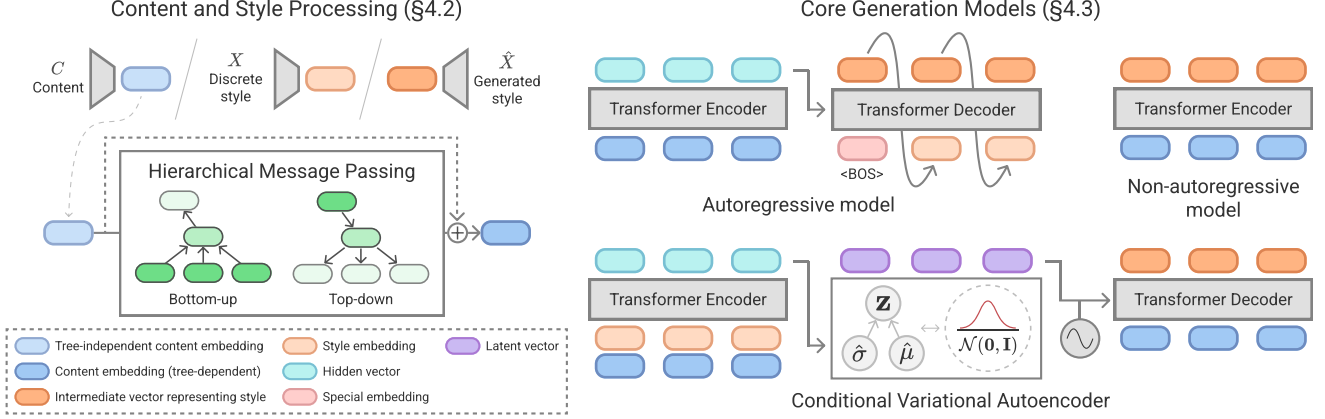 Content and Style Processing (§4.2)
C
Content
X
Discrete
style
X̂
Generated
style
Hierarchical Message Passing
Bottom-up
Top-down
+
Tree-independent content embedding
Content embedding (tree-dependent)
Intermediate vector representing style
Style embedding
Hidden vector
Special embedding
Latent vector
Core Generation Models (§4.3)
Transformer Encoder
Transformer Decoder
<BOS>
Autoregressive model
Transformer Encoder
Non-autoregressive
model
Transformer Encoder
z
σ̂
μ̂
N(0, I)
Transformer Decoder
Conditional Variational Autoencoder